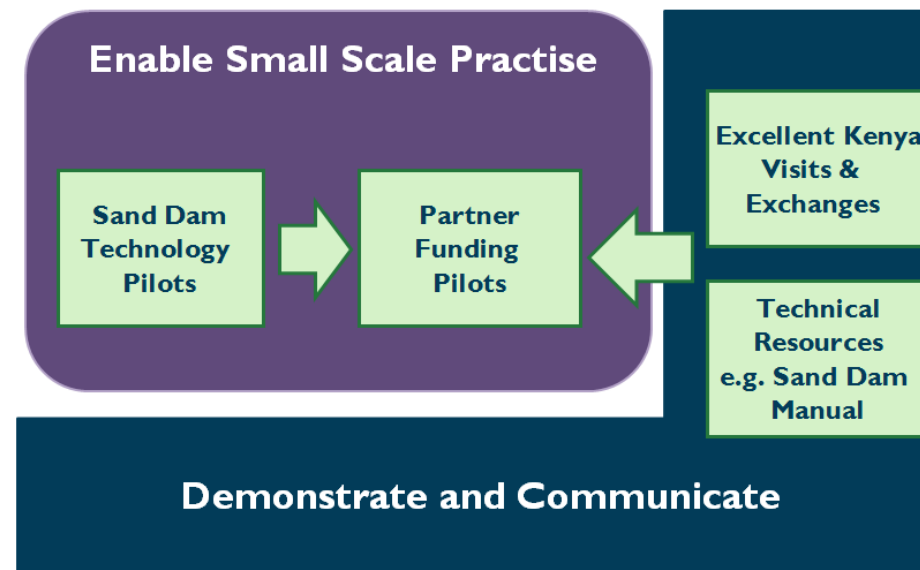 Enable Small Scale Practise
Sand Dam
Technology
Pilots
Partner
Funding
Pilots
Excellent Kenya
Visits &
Exchanges
Technical
Resources
e.g. Sand Dam
Manual
Demonstrate and Communicate